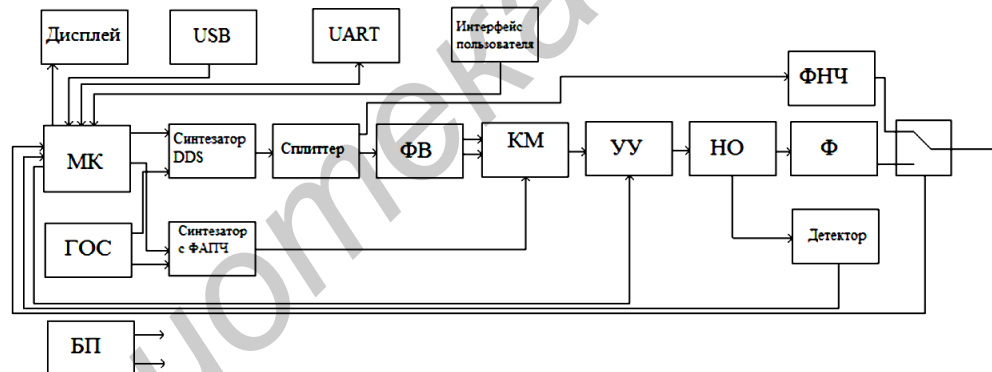 Дисплей
USB
UART
Интерфейс
пользователя
ФНЧ
МК
Синтезатор
DDS
Сплиттер
ФВ
КМ
УУ
НО
Ф
ГОС
Синтезатор
с ФАПЧ
Детектор
БП